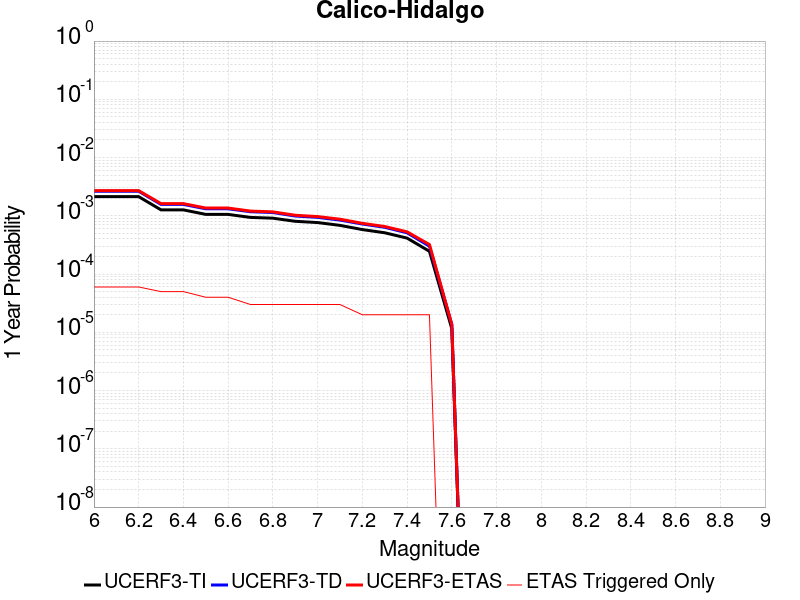 Calico-Hidalgo
1 Year Probability
10^0
10^-1
10^-2
10^-3
10^-4
10^-5
10^-6
10^-7
10^-8
6 6.2 6.4 6.6 6.8 7 7.2 7.4 7.6 7.8 8 8.2 8.4 8.6 8.8 9
Magnitude
UCERF3-TI UCERF3-TD UCERF3-ETAS ETAS Triggered Only